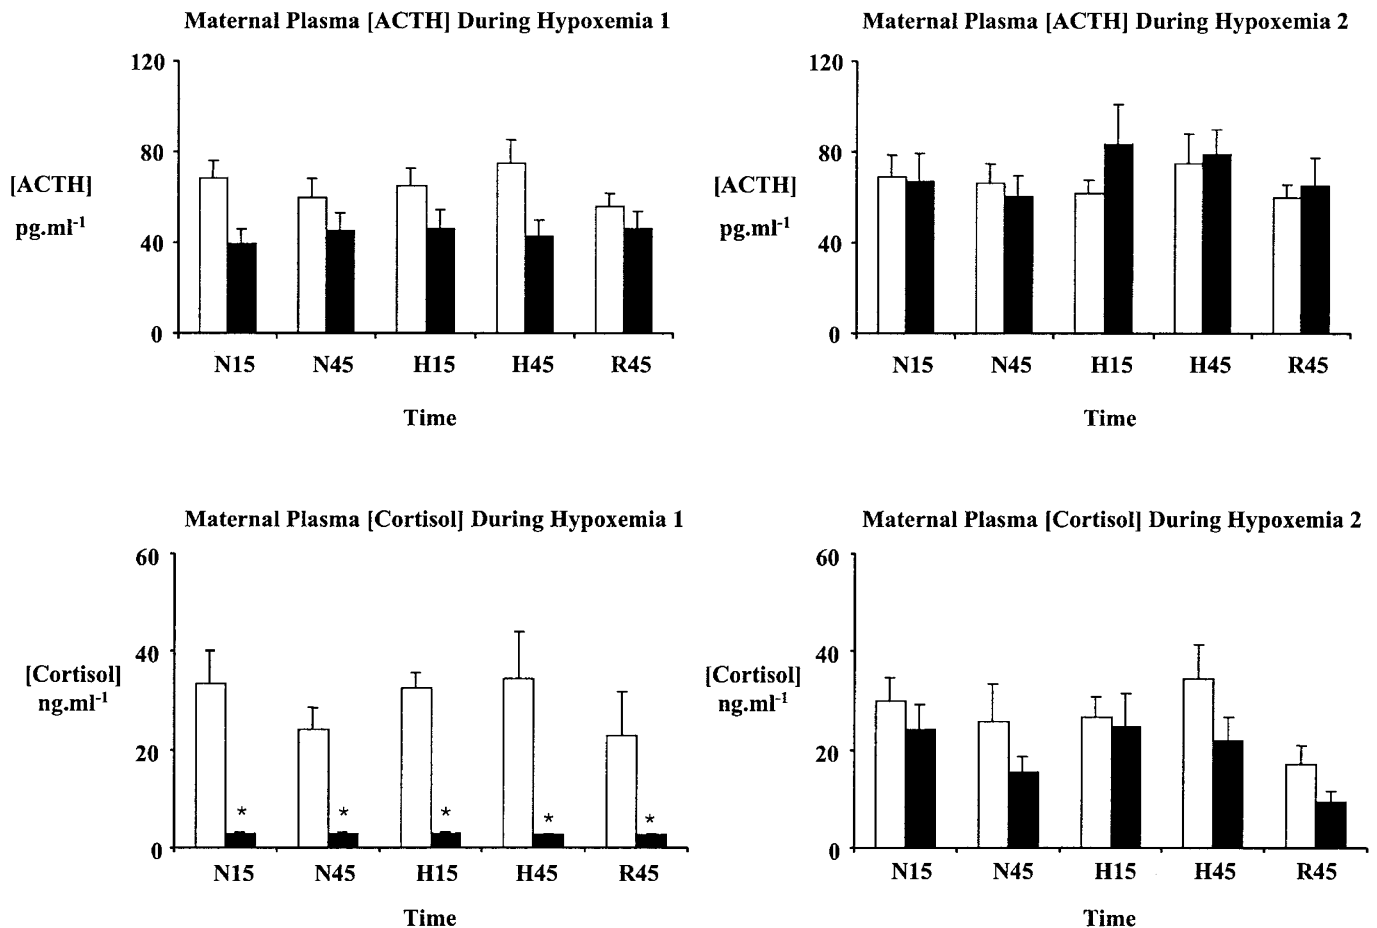 Maternal Plasma [ACTH] During Hypoxemia 1
120
80
[ACTH]
pg.ml-1
40
0
N15 N45 H15 H45 R45
Time
Maternal Plasma [ACTH] During Hypoxemia 2
120
80
[ACTH]
pg.ml-1
40
0
N15 N45 H15 H45 R45
Time
Maternal Plasma [Cortisol] During Hypoxemia 1
60
40
[Cortisol]
ng.ml-1
20
* * * * *
0
N15 N45 H15 H45 R45
Time
Maternal Plasma [Cortisol] During Hypoxemia 2
60
40
[Cortisol]
ng.ml-1
20
0
N15 N45 H15 H45 R45
Time